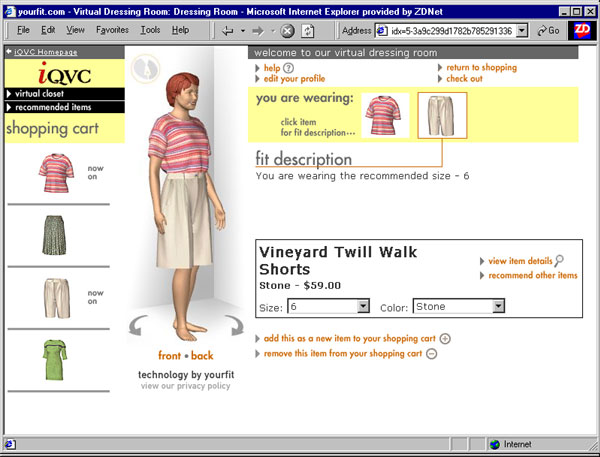 yourfit.com - Virtual Dressing Room: Dressing Room - Microsoft Internet Explorer provided by ZDNet
File Edit View Favorites Tools Help
Address idx=5-3a9c299d1782b785291336 Go
ZD
iQVC Homepage
iQVC
virtual closet
recommended items
shopping cart
now
on
now
on
front • back
technology by yourfit
view our privacy policy
welcome to our virtual dressing room
help ?
return to shopping
edit your profile
check out
you are wearing:
click item
for fit description•••
fit description
You are wearing the recommended size - 6
Vineyard Twill Walk
Shorts
Stone - $59.00
view item details
recommend other items
Size: 6 Color: Stone
add this as a new item to your shopping cart
remove this item from your shopping cart
Internet